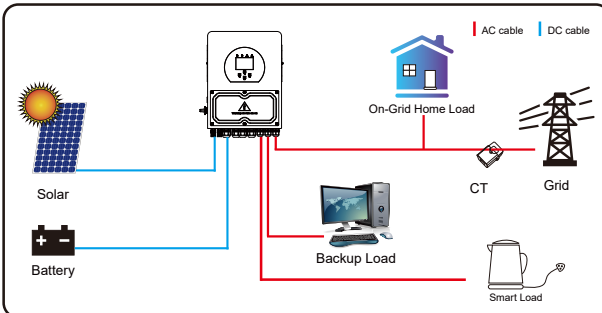 AC cable
DC cable
On-Grid Home Load
CT
Grid
Solar
Backup Load
Battery
Smart Load